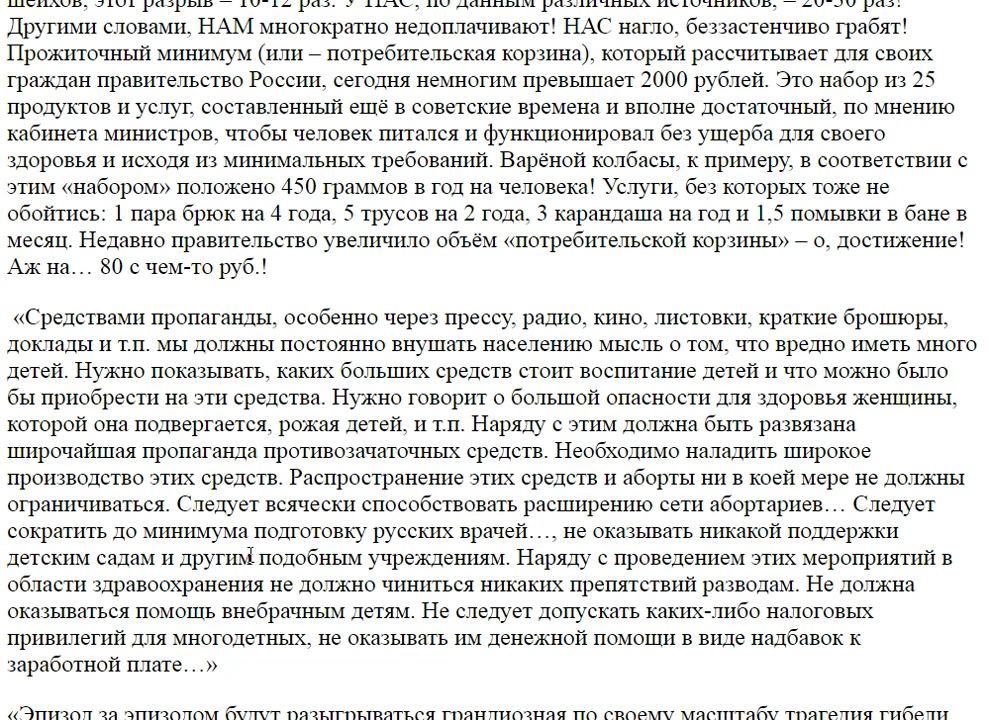 шейхов, этот разрыв – 10-12 раз. У НАС, по данным различных источников, – 20-30 раз!
Другими словами, НАМ многократно недоплачивают! НАС нагло, беззастенчиво грабят!
Прожиточный минимум (или – потребительская корзина), который рассчитывает для своих
граждан правительство России, сегодня немногим превышает 2000 рублей. Это набор из 25
продуктов и услуг, составленный ещё в советские времена и вполне достаточный, по мнению
кабинета министров, чтобы человек питался и функционировал без ущерба для своего
здоровья и исходя из минимальных требований. Варёной колбасы, к примеру, в соответствии с
этим «набором» положено 450 граммов в год на человека! Услуги, без которых тоже не
обойтись: 1 пара брюк на 4 года, 5 трусов на 2 года, 3 карандаша на год и 1,5 помывки в бане в
месяц. Недавно правительство увеличило объём «потребительской корзины» – о, достижение!
Аж на… 80 с чем-то руб.!
«Средствами пропаганды, особенно через прессу, радио, кино, листовки, краткие брошюры,
доклады и т.п. мы должны постоянно внушать населению мысль о том, что вредно иметь много
детей. Нужно показывать, каких больших средств стоит воспитание детей и что можно было
бы приобрести на эти средства. Нужно говорит о большой опасности для здоровья женщины,
которой она подвергается, рожая детей, и т.п. Наряду с этим должна быть развязана
широчайшая пропаганда противозачаточных средств. Необходимо наладить широкое
производство этих средств. Распространение этих средств и аборты ни в коей мере не должны
ограничиваться. Следует всячески способствовать расширению сети абортариев… Следует
сократить до минимума подготовку русских врачей…, не оказывать никакой поддержки
детским садам и другим подобным учреждениям. Наряду с проведением этих мероприятий в
области здравоохранения не должно чиниться никаких препятствий разводам. Не должна
оказываться помощь внебрачным детям. Не следует допускать каких-либо налоговых
привилегий для многодетных, не оказывать им денежной помощи в виде надбавок к
заработной плате…»
«Эпизод за эпизодом будут разыгрываться грандиозная по своему масштабу трагедия гибели